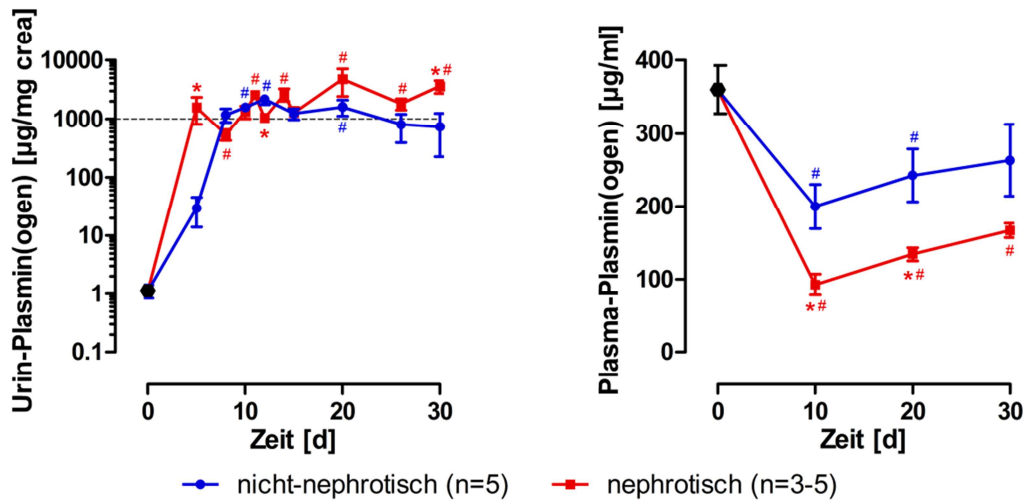 Urin-Plasmin(ogen) [µg/mg crea]
10000
1000
100
10
1
0.1
* # # # # # # * # # * #
0
10
20
30
Zeit [d]
Plasma-Plasmin(ogen) [µg/ml]
400
300
200
100
0
# # *# *# #
0
10
20
30
Zeit [d]
nicht-nephrotisch (n=5)
nephrotisch (n=3-5)